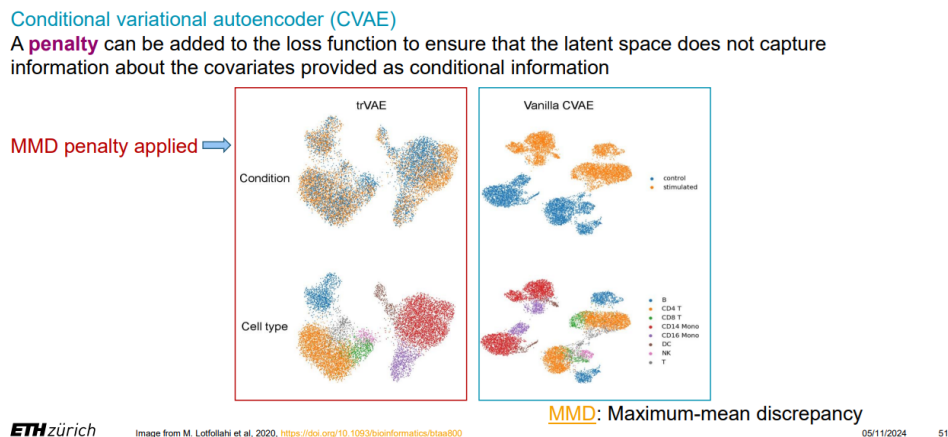 Conditional variational autoencoder (CVAE)
A penalty can be added to the loss function to ensure that the latent space does not capture
information about the covariates provided as conditional information
trVAE
Vanilla CVAE
MMD penalty applied
Condition
control
stimulated
Cell type
B
CD4 T
CD8 T
CD14 Mono
CD16 Mono
DC
NK
T
MMD: Maximum-mean discrepancy
ETH zürich
Image from M. Lotfollahi et al, 2020, https://doi.org/10.1093/bioinformatics/btaa800
05/11/2024
51